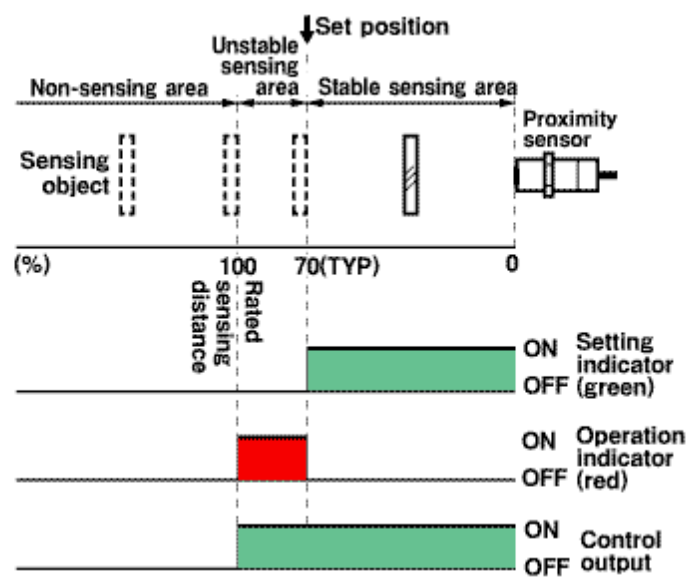 Set position
Unstable
sensing
area
Non-sensing area
Stable sensing area
Proximity
sensor
Sensing
object
(%)
100
70(TYP)
0
Rated
sensing
distance
ON
OFF
Setting
indicator
(green)
ON
OFF
Operation
indicator
(red)
ON
OFF
Control
output